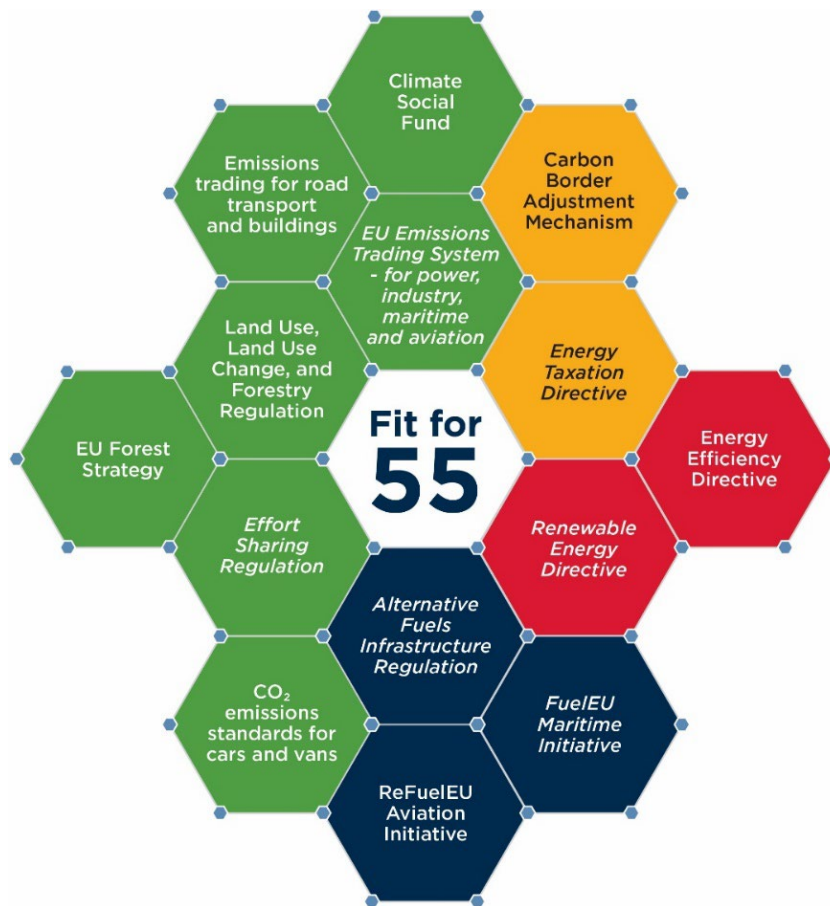 Climate
Social
Fund
Emissions
trading for road
transport
and buildings
Carbon
Border
Adjustment
Mechanism
EU Emissions
Trading System
- for power,
industry,
maritime
and aviation
Land Use,
Land Use
Change, and
Forestry
Regulation
Energy
Taxation
Directive
EU Forest
Strategy
Fit for
55
Energy
Efficiency
Directive
Effort
Sharing
Regulation
Renewable
Energy
Directive
Alternative
Fuels
Infrastructure
Regulation
CO₂
emissions
standards for
cars and vans
FuelEU
Maritime
Initiative
ReFuelEU
Aviation
Initiative